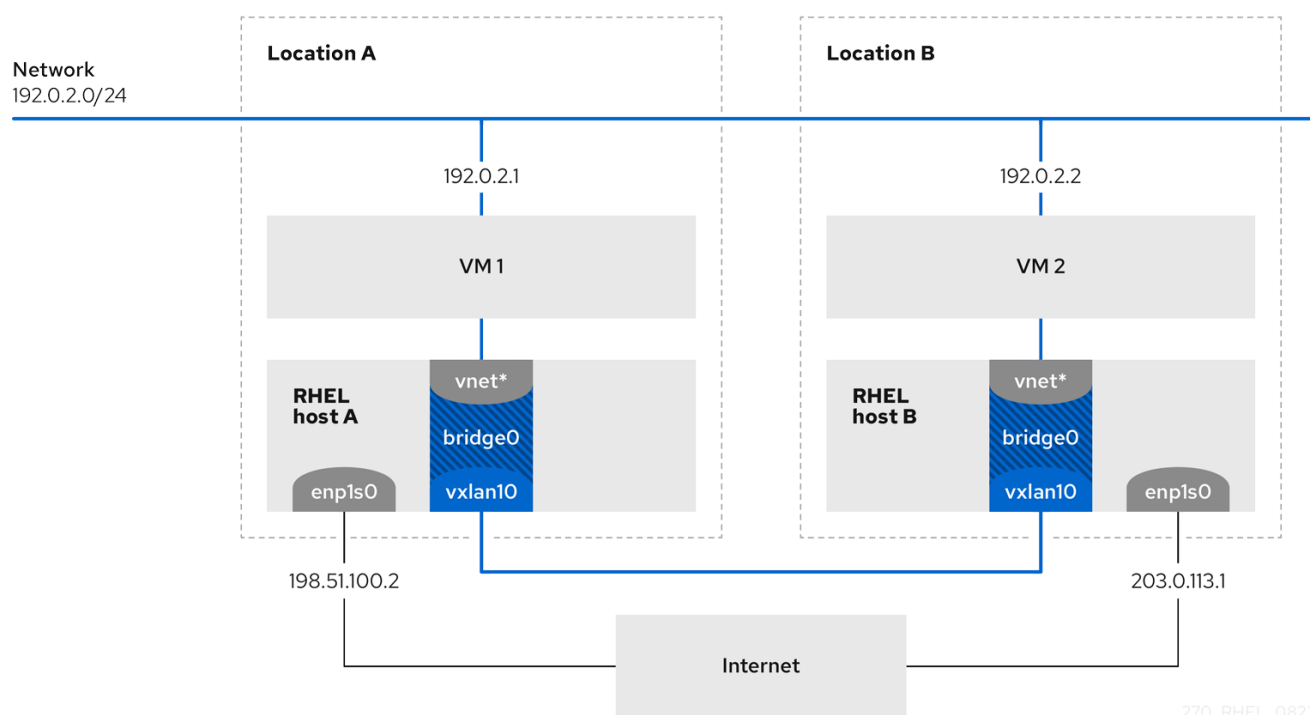 Location A
Location B
Network
192.0.2.0/24
192.0.2.1
192.0.2.2
VM 1
VM 2
RHEL
host A
vnet*
bridge0
vxlan10
enp1s0
RHEL
host B
vnet*
bridge0
vxlan10
enp1s0
198.51.100.2
203.0.113.1
Internet